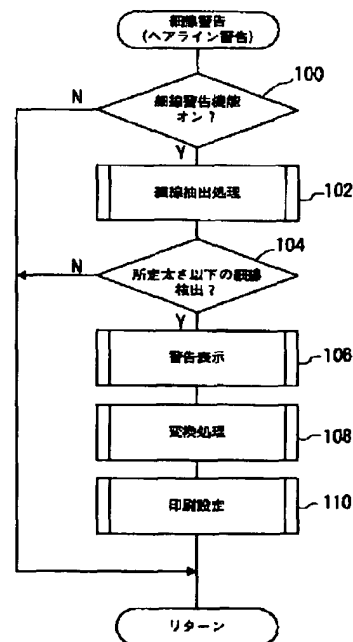 細線警告
(ヘアライン警告)
100
N
細線警告機能
オン?
Y
細線抽出処理
102
104
N
所定太さ以下の細線
検出?
Y
警告表示
106
変換処理
108
印刷設定
110
リターン